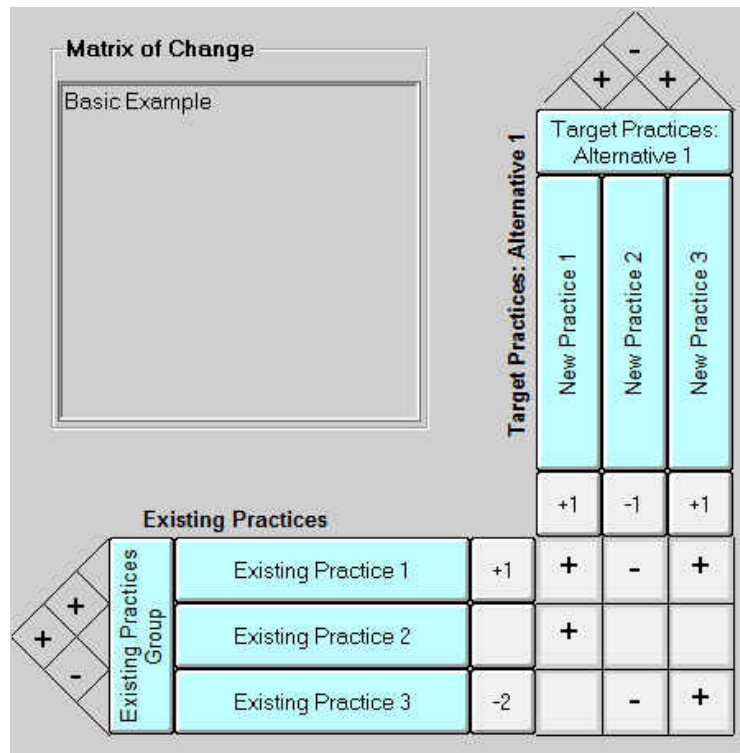 Matrix of Change
Basic Example
-
+ +
Target Practices:
Alternative 1
Target Practices: Alternative 1
New Practice 1
New Practice 2
New Practice 3
+1 -1 +1
Existing Practices
Existing Practices
Group
+
+
-
Existing Practice 1 +1 + - +
Existing Practice 2 +
Existing Practice 3 -2 - +